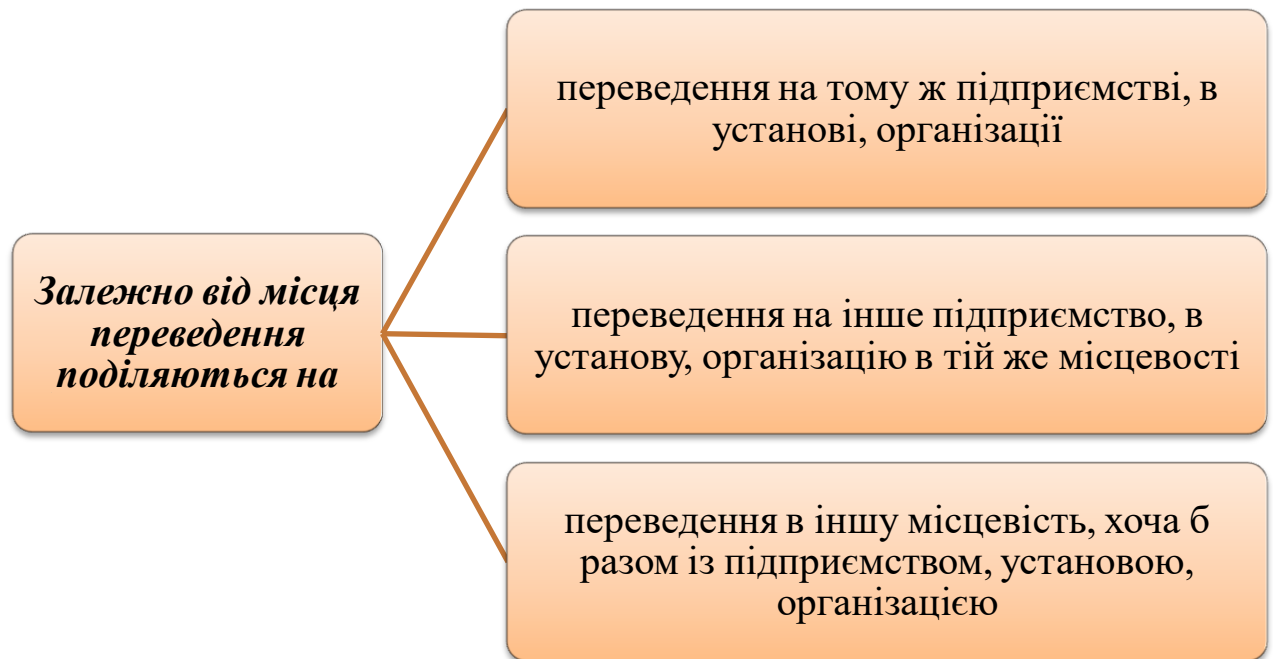 Залежно від місця
переведення
поділяються на
переведення на тому ж підприємстві, в
установі, організації
переведення на інше підприємство, в
установу, організацію в тій же місцевості
переведення в іншу місцевість, хоча б
разом із підприємством, установою,
організацією